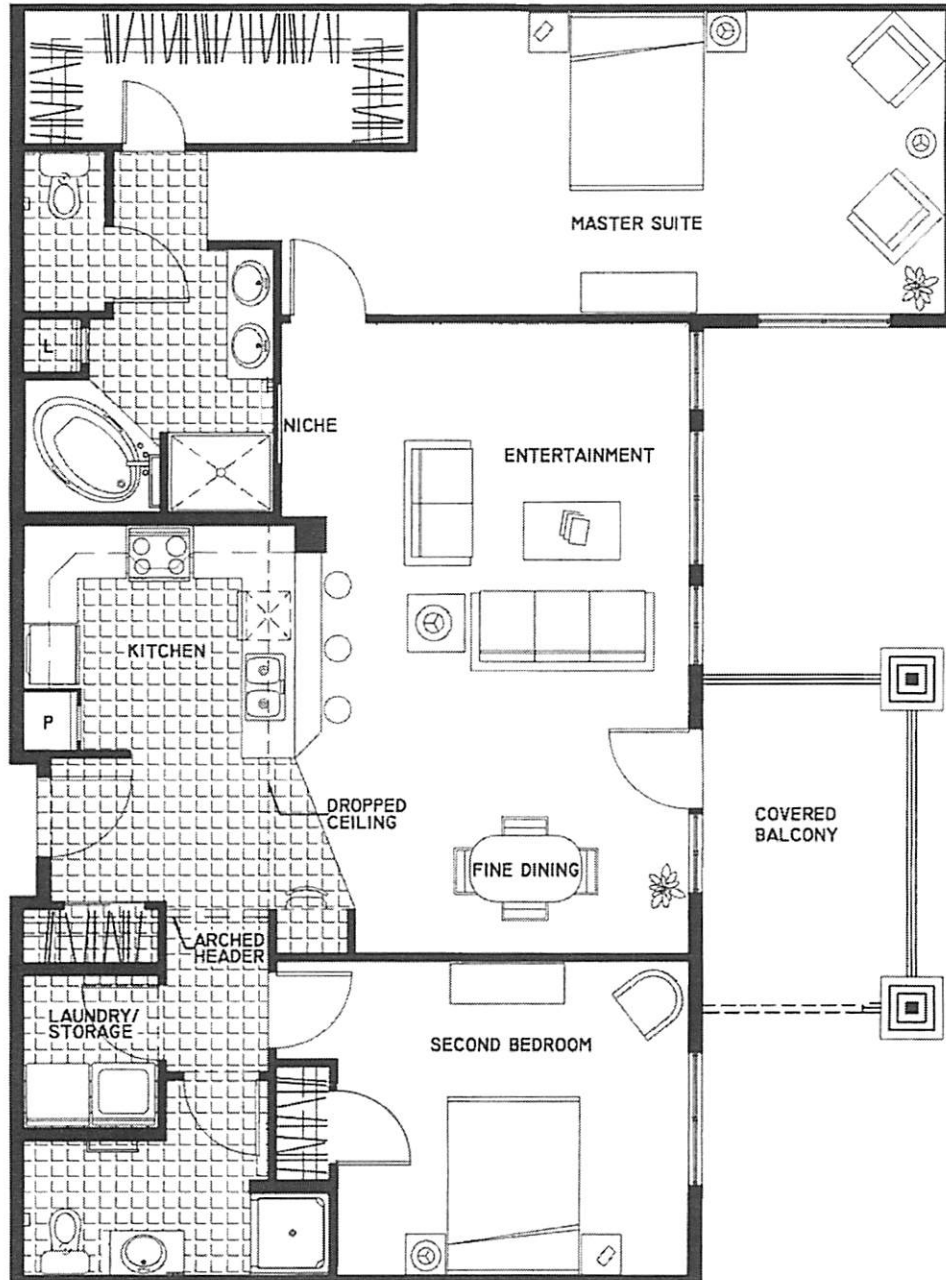 MASTER SUITE
L
NICHE
ENTERTAINMENT
KITCHEN
P
DROPPED
CEILING
COVERED
BALCONY
FINE DINING
ARCHED
HEADER
LAUNDRY/
STORAGE
SECOND BEDROOM